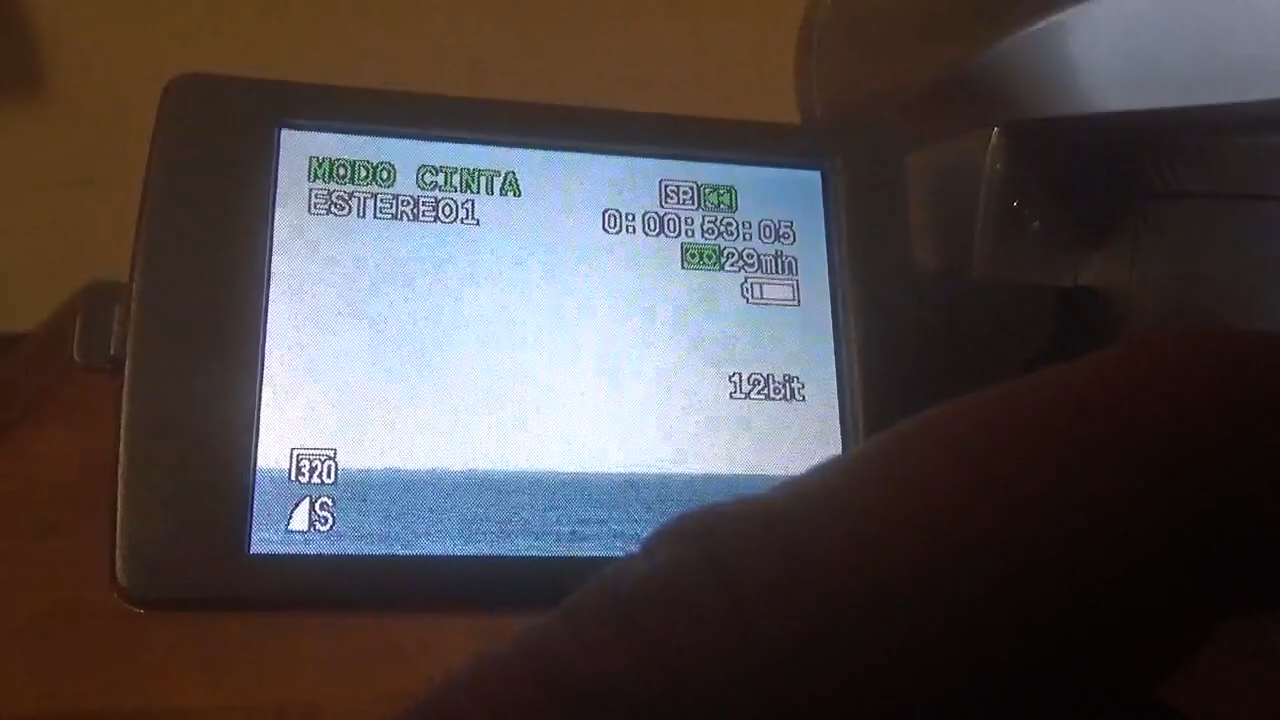 MODO CINTA
ESTEREO1
SP
0:00:53:05
29min
12bit
320
S